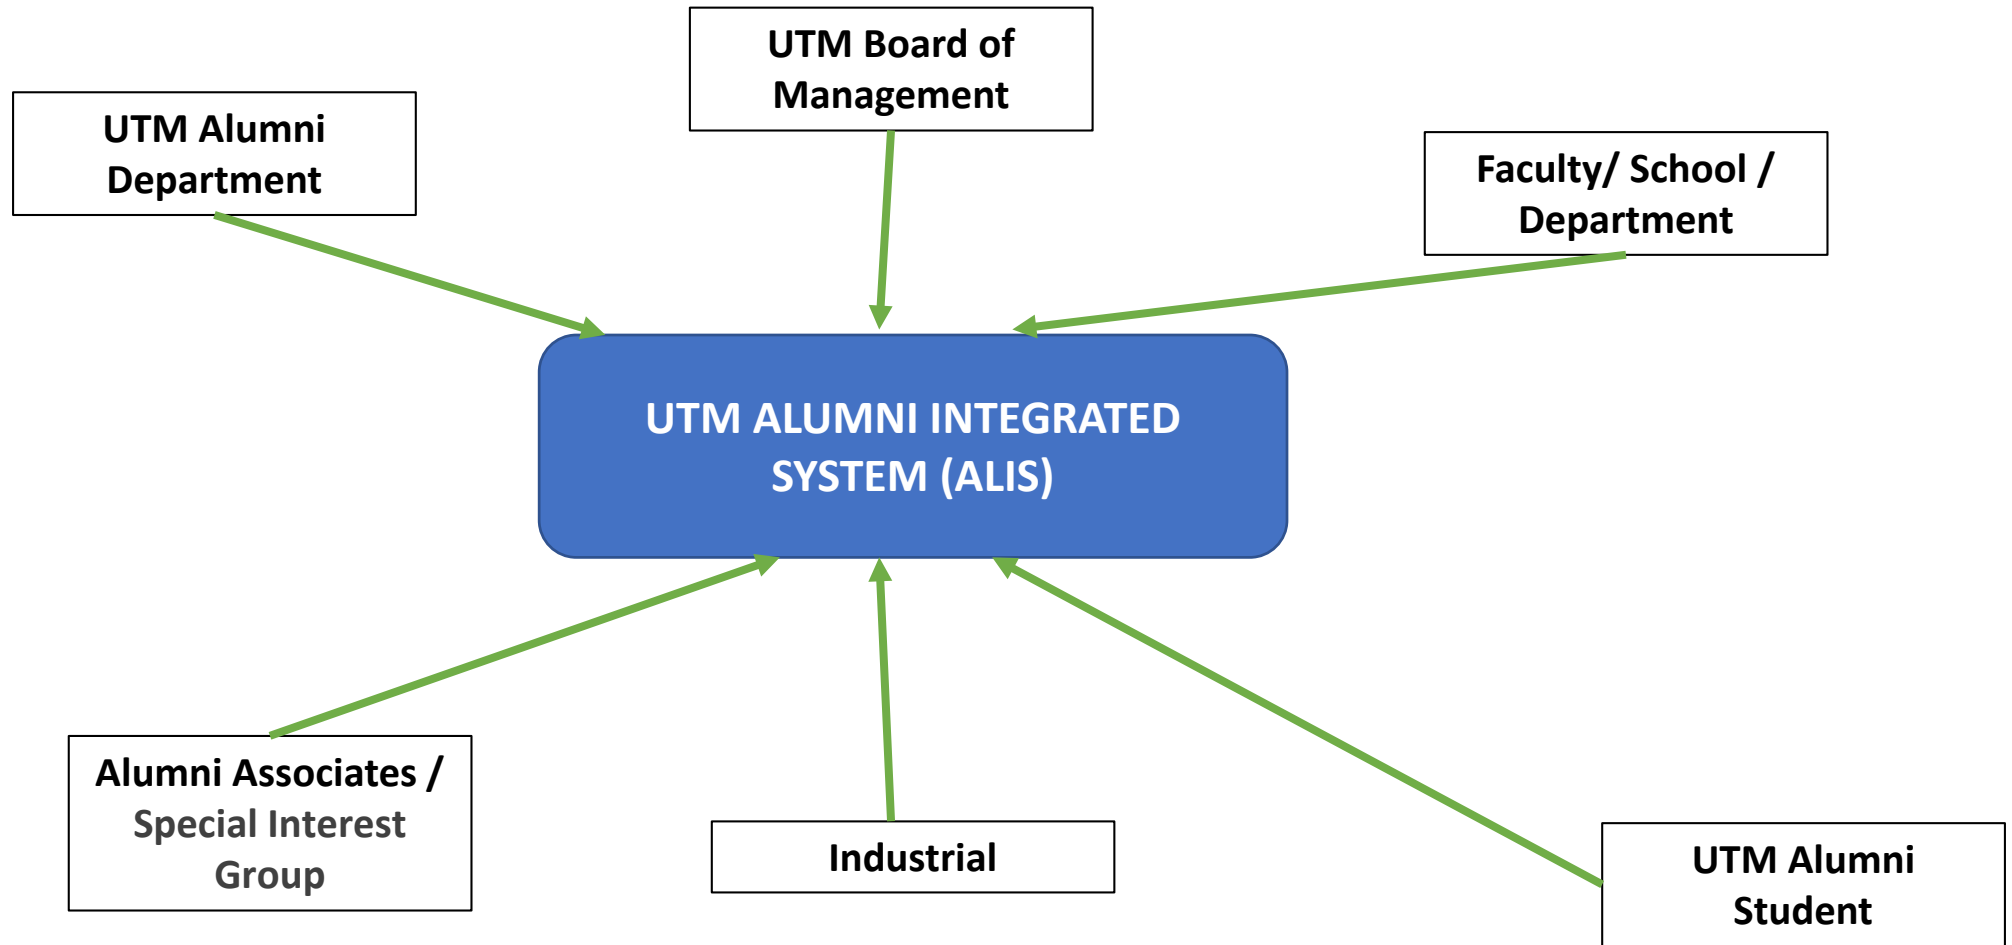 UTM Board of
Management
UTM Alumni
Department
Faculty/ School /
Department
UTM ALUMNI INTEGRATED
SYSTEM (ALIS)
Alumni Associates /
Special Interest
Group
Industrial
UTM Alumni
Student